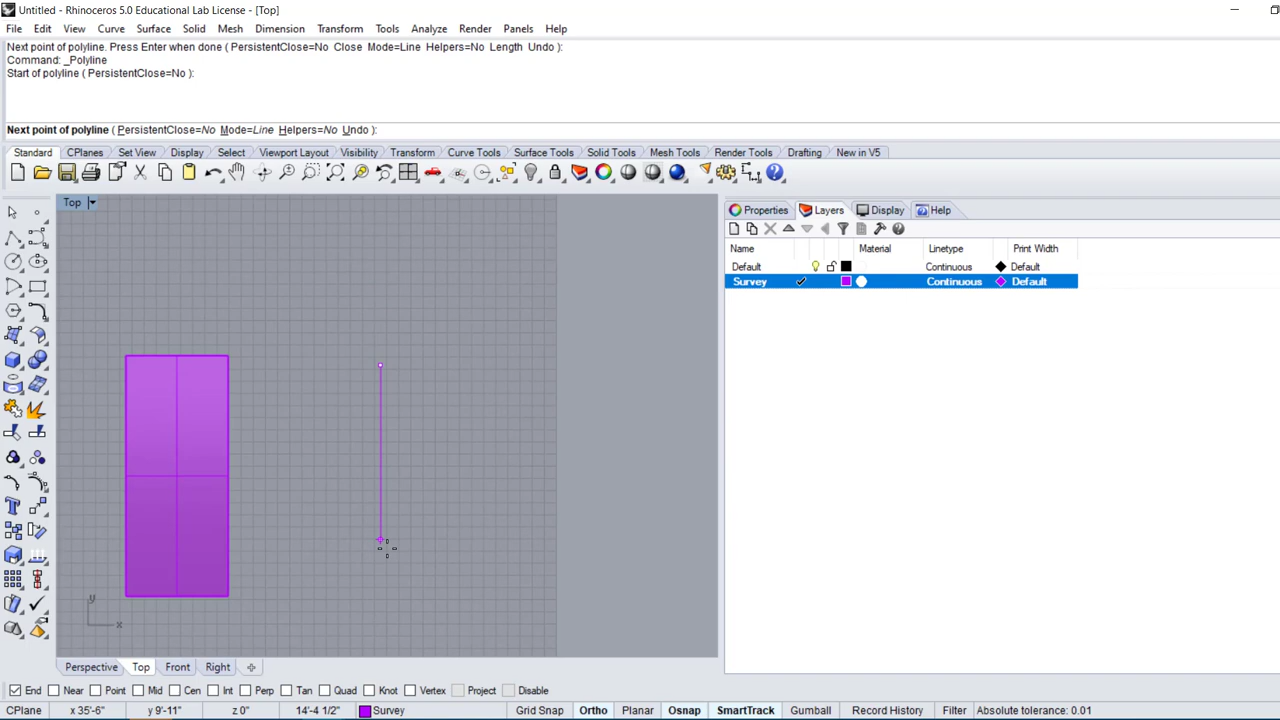 Untitled - Rhinoceros 5.0 Educational Lab License - [Top]
File Edit View Curve Surface Solid Mesh Dimension Transform Tools Analyze Render Panels Help
Next point of polyline. Press Enter when done ( PersistentClose=No Close Mode=Line Helpers=No Length Undo ):
Command: _Polyline
Start of polyline ( PersistentClose=No ):
Next point of polyline ( PersistentClose=No Mode=Line Helpers=No Undo ):
Standard CPlanes Set View Display Select Viewport Layout Visibility Transform Curve Tools Surface Tools Solid Tools Mesh Tools Render Tools Drafting New in V5
Top
Properties Layers Display Help
Name Material Linetype Print Width
Default Continuous Default
Survey Continuous Default
y
x
Perspective Top Front Right
End Near Point Mid Cen Int Perp Tan Quad Knot Vertex Project Disable
CPlane x 35'-6" y 9'-11" z 0" 14'-4 1/2" Survey Grid Snap Ortho Planar Osnap SmartTrack Gumball Record History Filter Absolute tolerance: 0.01